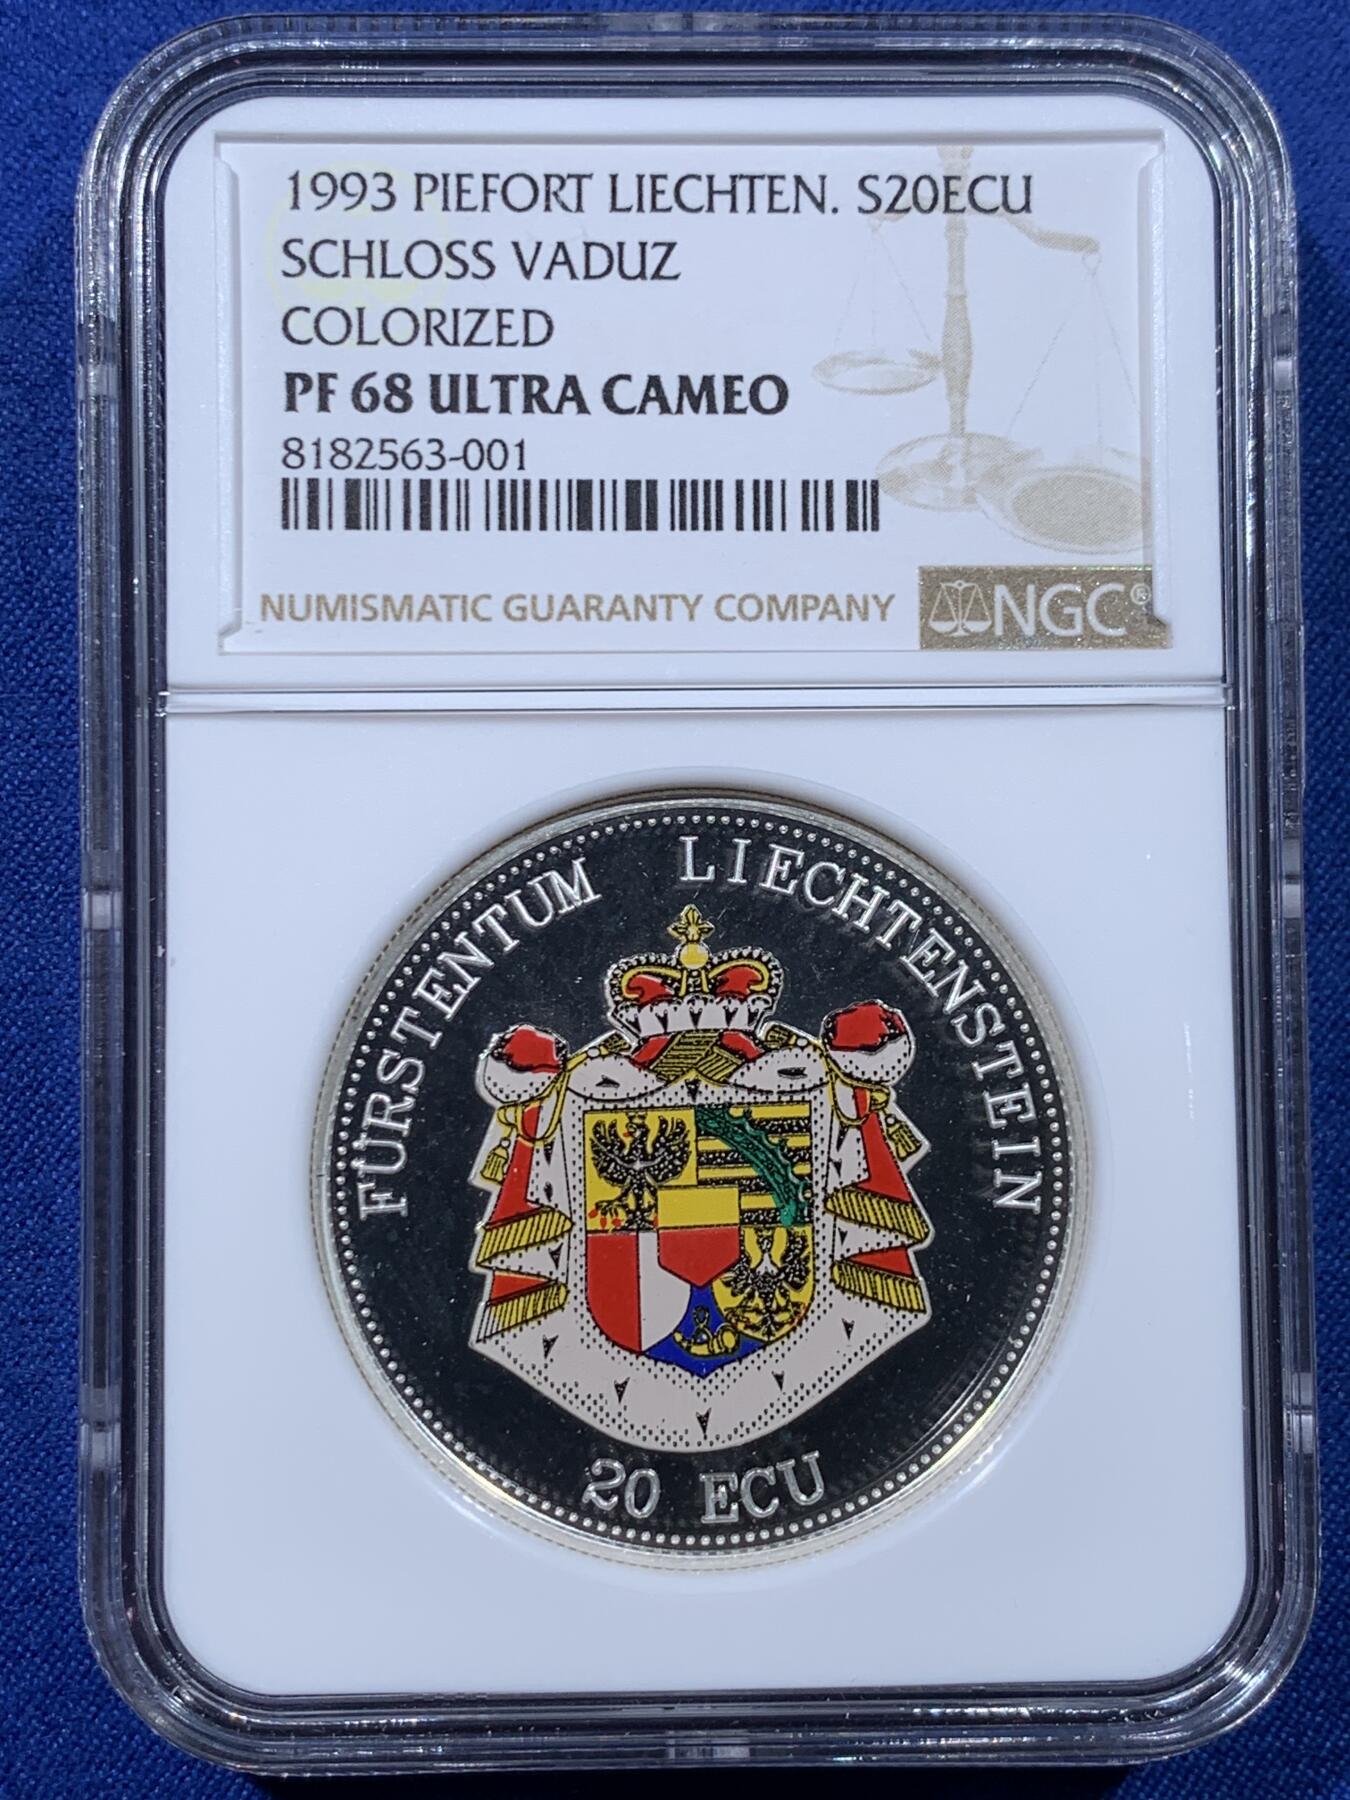 1993 PIEFORT LIECHTEN. S20ECU
SCHLOSS VADUZ
COLORIZED
PF 68 ULTRA CAMEO
8182563-001
NUMISMATIC GUARANTY COMPANY
NGC®
FÜRSTENTUM LIECHTENSTEIN
20 ECU